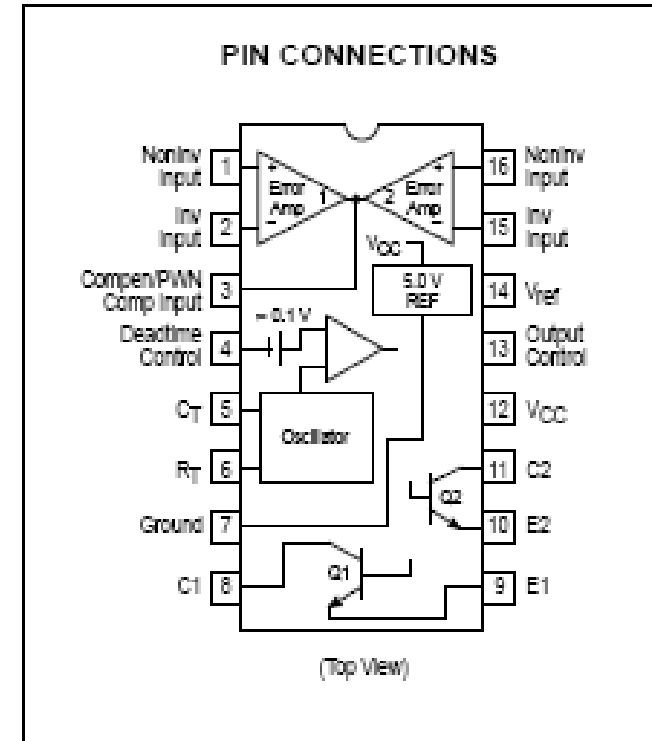 PIN CONNECTIONS
NonInv
Input
1
+
Error
Amp
1
−
Inv
Input
2
2
Error
Amp
+
−
16
NonInv
Input
15
Inv
Input
Compen/PWN
Comp Input
3
VCC
5.0 V
REF
14
Vref
≈ 0.1 V
Deadtime
Control
4
13
Output
Control
CT
5
Oscillator
12
VCC
RT
6
11
C2
Q2
Ground
7
10
E2
C1
8
Q1
9
E1
(Top View)